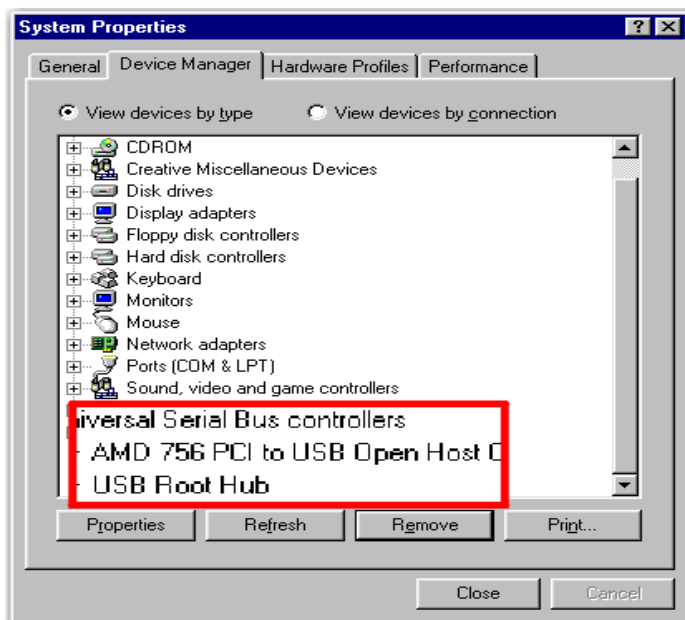 System Properties
General Device Manager Hardware Profiles Performance
View devices by type View devices by connection
CDROM
Creative Miscellaneous Devices
Disk drives
Display adapters
Floppy disk controllers
Hard disk controllers
Keyboard
Monitors
Mouse
Network adapters
Ports (COM & LPT)
Sound, video and game controllers
iversal Serial Bus controllers
AMD 756 PCI to USB Open Host C
USB Root Hub
Properties Refresh Remove Print...
Close Cancel